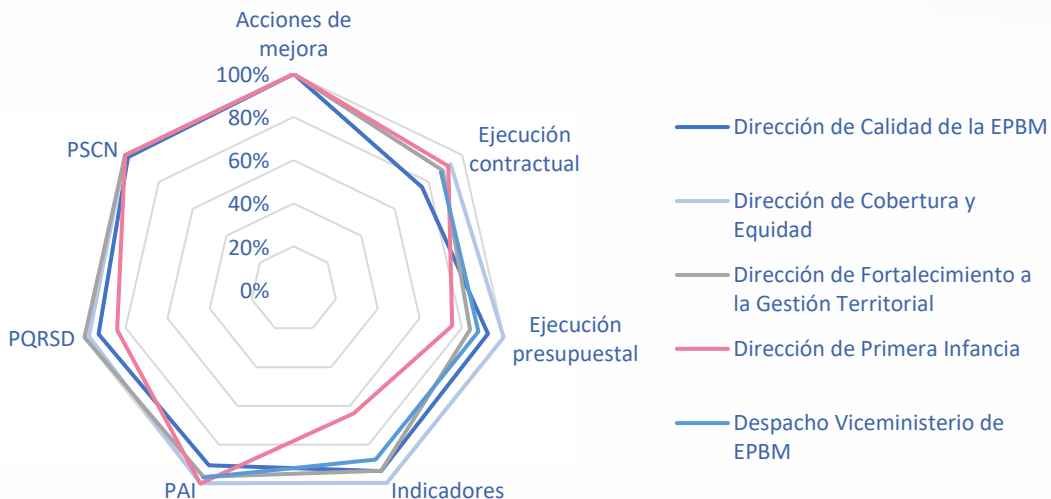 Acciones de
mejora
100%
80%
60%
40%
20%
0%
Ejecución
contractual
Ejecución
presupuestal
Indicadores
PAI
PQRSD
PSCN
Dirección de Calidad de la EPBM
Dirección de Cobertura y
Equidad
Dirección de Fortalecimiento a
la Gestión Territorial
Dirección de Primera Infancia
Despacho Viceministerio de
EPBM